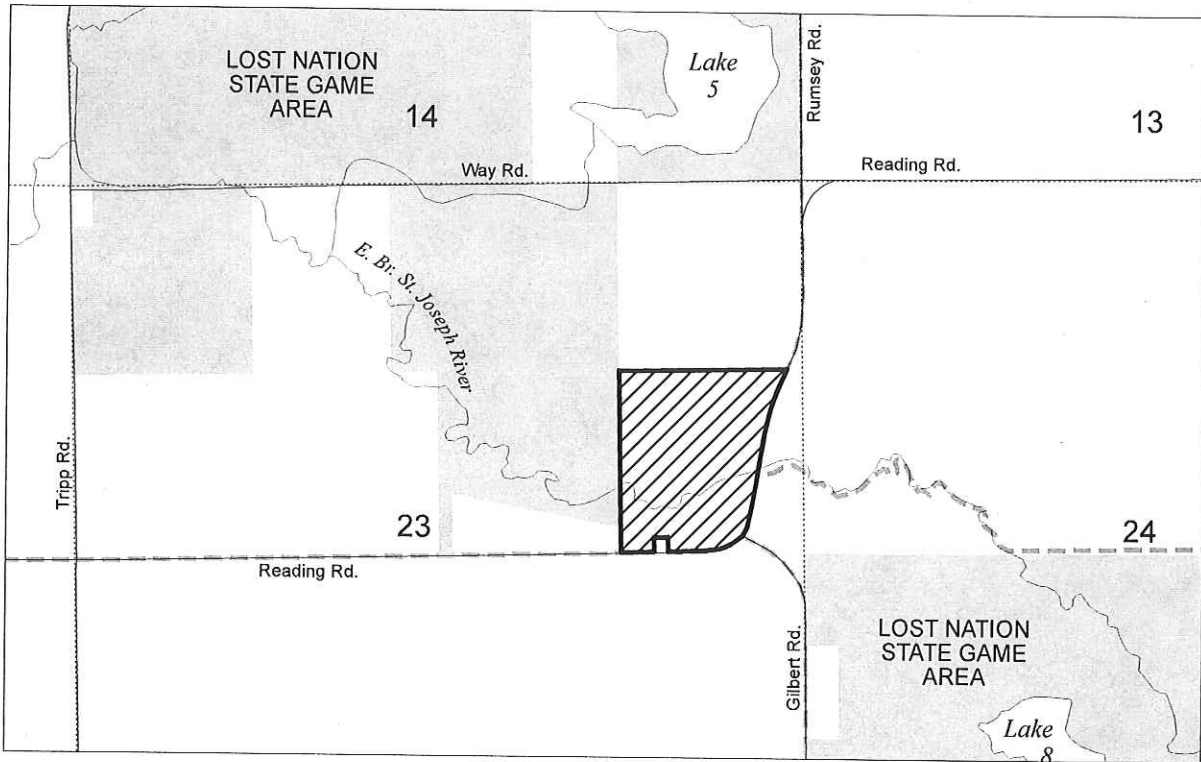 LOST NATION
STATE GAME
AREA
14
Lake
5
Rumsey Rd.
13
Way Rd.
Reading Rd.
E. Br. St. Joseph River
Tripp Rd.
23
24
Reading Rd.
Gilbert Rd.
LOST NATION
STATE GAME
AREA
Lake
8